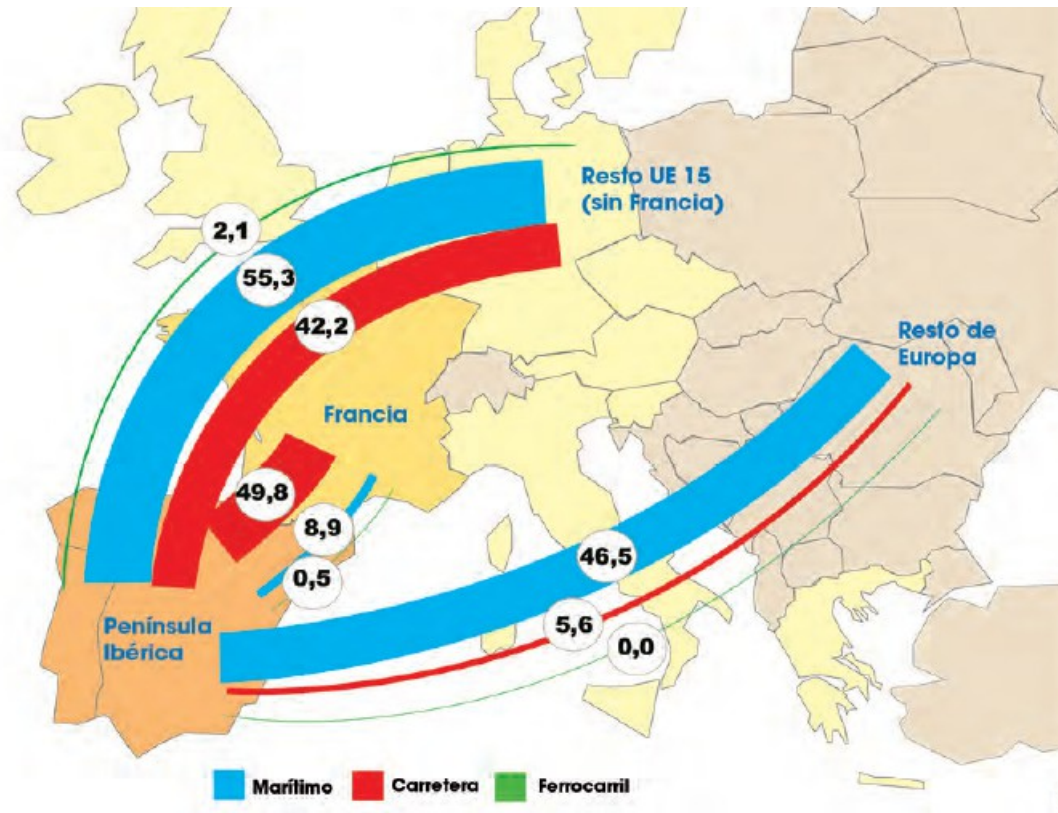 Resto UE 15
(sin Francia)
2,1
55,3
42,2
Resto de
Europa
Francia
49,8
8,9
0,5
46,5
Península
Ibérica
5,6
0,0
Marítimo
Carretera
Ferrocarril